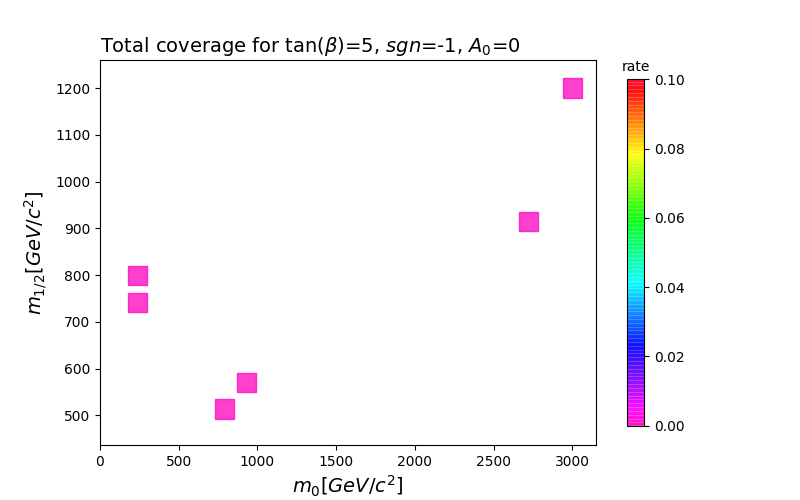 Total coverage for tan(β)=5, sgn=-1, A₀=0
rate
m₁/₂[GeV/c²]
1200
1100
1000
900
800
700
600
500
0 500 1000 1500 2000 2500 3000
m₀[GeV/c²]
0.10
0.08
0.06
0.04
0.02
0.00